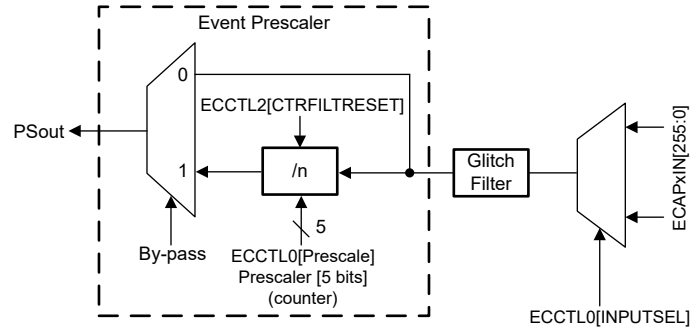 Event Prescaler
0
ECCTL2[CTRFILTRESET]
PSout
1
/n
Glitch
Filter
ECAPxIN[255:0]
5
By-pass
ECCTL0[Prescale]
Prescaler [5 bits]
(counter)
ECCTL0[INPUTSEL]